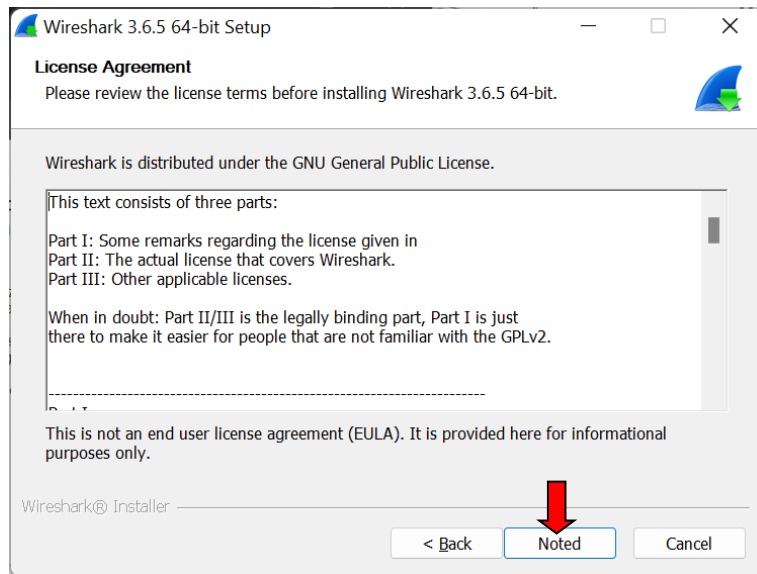 Wireshark 3.6.5 64-bit Setup
License Agreement
Please review the license terms before installing Wireshark 3.6.5 64-bit.
Wireshark is distributed under the GNU General Public License.
This text consists of three parts:
Part I: Some remarks regarding the license given in
Part II: The actual license that covers Wireshark.
Part III: Other applicable licenses.
When in doubt: Part II/III is the legally binding part, Part I is just
there to make it easier for people that are not familiar with the GPLv2.
-------------------------------------------------------------------------
This is not an end user license agreement (EULA). It is provided here for informational
purposes only.
Wireshark® Installer
< Back
Noted
Cancel